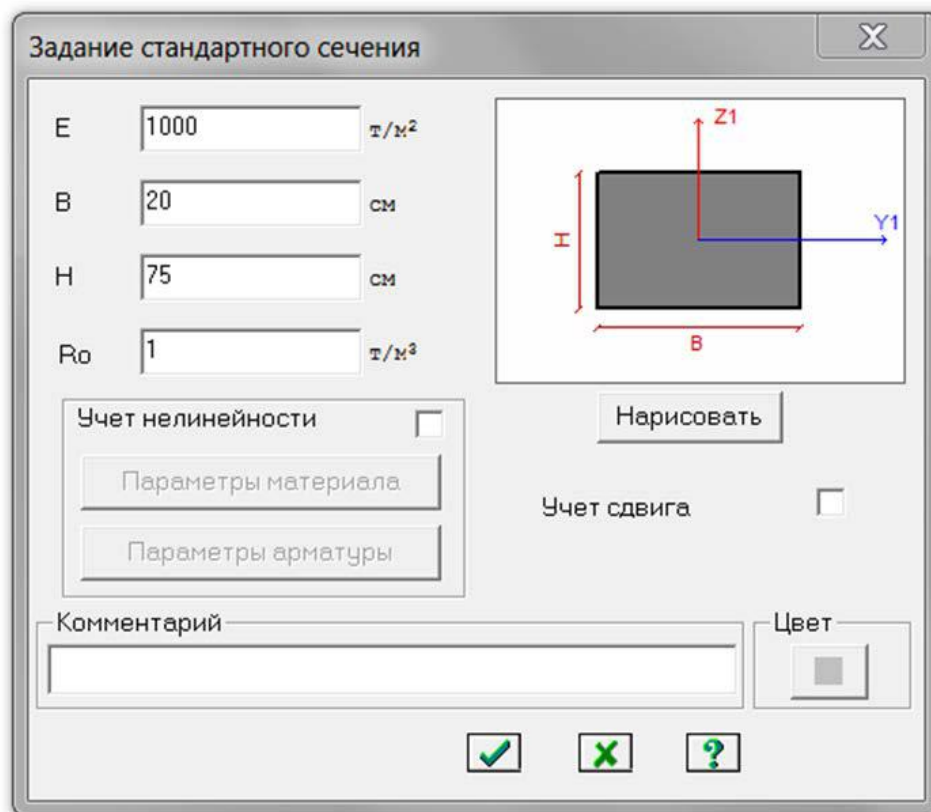 Задание стандартного сечения
E 1000 т/м²
B 20 см
H 75 см
Ro 1 т/м³
Z1
Y1
H
B
Нарисовать
Учет нелинейности
Параметры материала
Параметры арматуры
Учет сдвига
Комментарий
Цвет